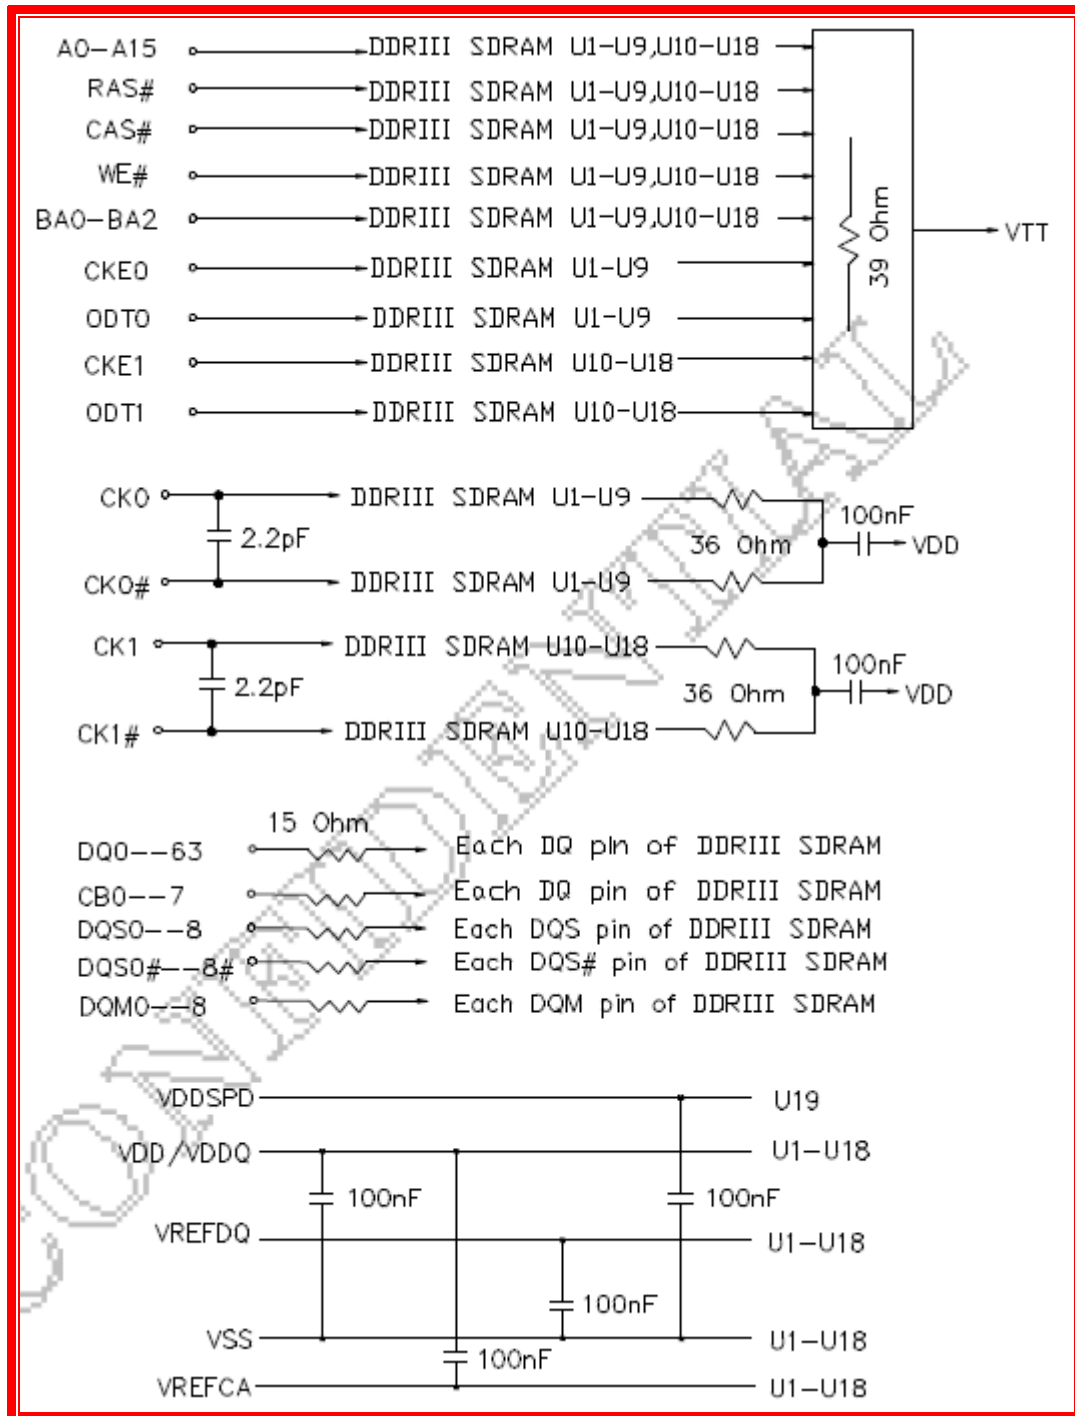 A0-A15 DDRIII SDRAM U1-U9,U10-U18
RAS# DDRIII SDRAM U1-U9,U10-U18
CAS# DDRIII SDRAM U1-U9,U10-U18
WE# DDRIII SDRAM U1-U9,U10-U18
BA0-BA2 DDRIII SDRAM U1-U9,U10-U18
39 Ohm
VTT
CKE0 DDRIII SDRAM U1-U9
ODT0 DDRIII SDRAM U1-U9
CKE1 DDRIII SDRAM U10-U18
ODT1 DDRIII SDRAM U10-U18
CK0 DDRIII SDRAM U1-U9
100nF
2.2pF 36 Ohm VDD
CK0# DDRIII SDRAM U1-U9
CK1 DDRIII SDRAM U10-U18
100nF
2.2pF 36 Ohm VDD
CK1# DDRIII SDRAM U10-U18
15 Ohm
DQ0--63 Each DQ pin of DDRIII SDRAM
CB0--7 Each DQ pin of DDRIII SDRAM
DQS0--8 Each DQS pin of DDRIII SDRAM
DQS0#--8# Each DQS# pin of DDRIII SDRAM
DQM0--8 Each DQM pin of DDRIII SDRAM
VDDSPD U19
VDD/VDDQ U1-U18
100nF 100nF
VREFDQ U1-U18
100nF
VSS U1-U18
100nF
VREFCA U1-U18
CONFIDENTIAL